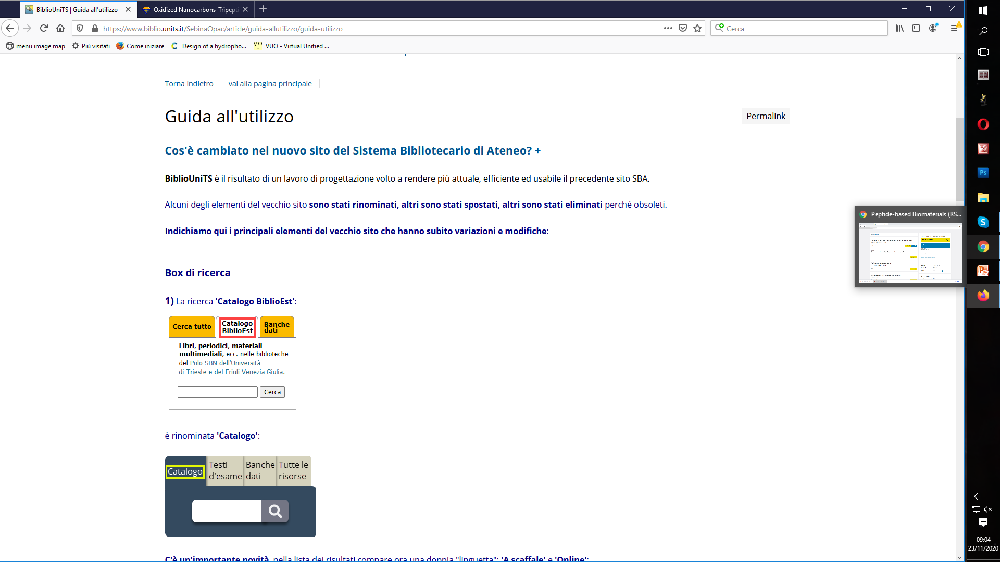 BiblioUniTS | Guida all'utilizzo
Oxidized Nanocarbons-Tripepti
https://www.biblio.units.it/SebinaOpac/article/guida-allutilizzo/guida-utilizzo
Cerca
menu image map
Più visitati
Come iniziare
Design of a hydropho...
VUO - Virtual Unified ...
Torna indietro
vai alla pagina principale
Guida all'utilizzo
Permalink
Cos'è cambiato nel nuovo sito del Sistema Bibliotecario di Ateneo? +
BiblioUniTS è il risultato di un lavoro di progettazione volto a rendere più attuale, efficiente ed usabile il precedente sito SBA.
Alcuni degli elementi del vecchio sito sono stati rinominati, altri sono stati spostati, altri sono stati eliminati perché obsoleti.
Peptide-based Biomaterials (RS...
Indichiamo qui i principali elementi del vecchio sito che hanno subito variazioni e modifiche:
Box di ricerca
1) La ricerca 'Catalogo BiblioEst':
Cerca tutto
Catalogo
BiblioEst
Banche
dati
Libri, periodici, materiali
multimediali, ecc. nelle biblioteche
del Polo SBN dell'Università
di Trieste e del Friuli Venezia Giulia.
Cerca
è rinominata 'Catalogo':
Catalogo
Testi
d'esame
Banche
dati
Tutte le
risorse
C'è un'importante novità, nella lista dei risultati compare ora una doppia "linguetta": 'A scaffale' e 'Online':
09:04
23/11/2020